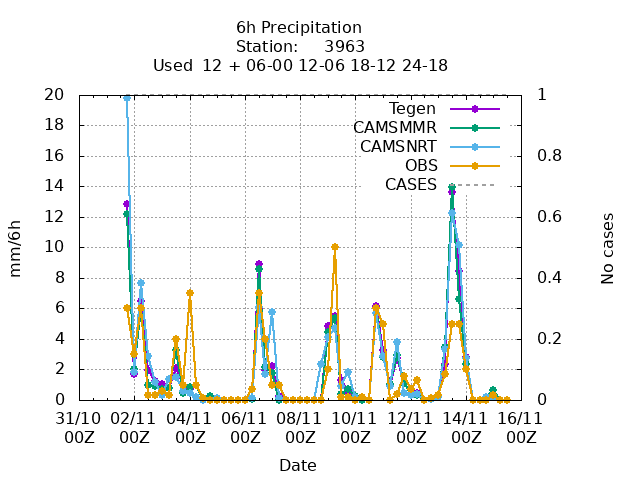 6h Precipitation
Station: 3963
Used 12 + 06-00 12-06 18-12 24-18
20 1
18 Tegen
16 CAMSMMR 0.8
CAMSNRT
14 OBS
12 CASES 0.6
10
8 0.4
6
4 0.2
2
0 0
mm/6h
No cases
31/10 02/11 04/11 06/11 08/11 10/11 12/11 14/11 16/11
00Z 00Z 00Z 00Z 00Z 00Z 00Z 00Z 00Z
Date